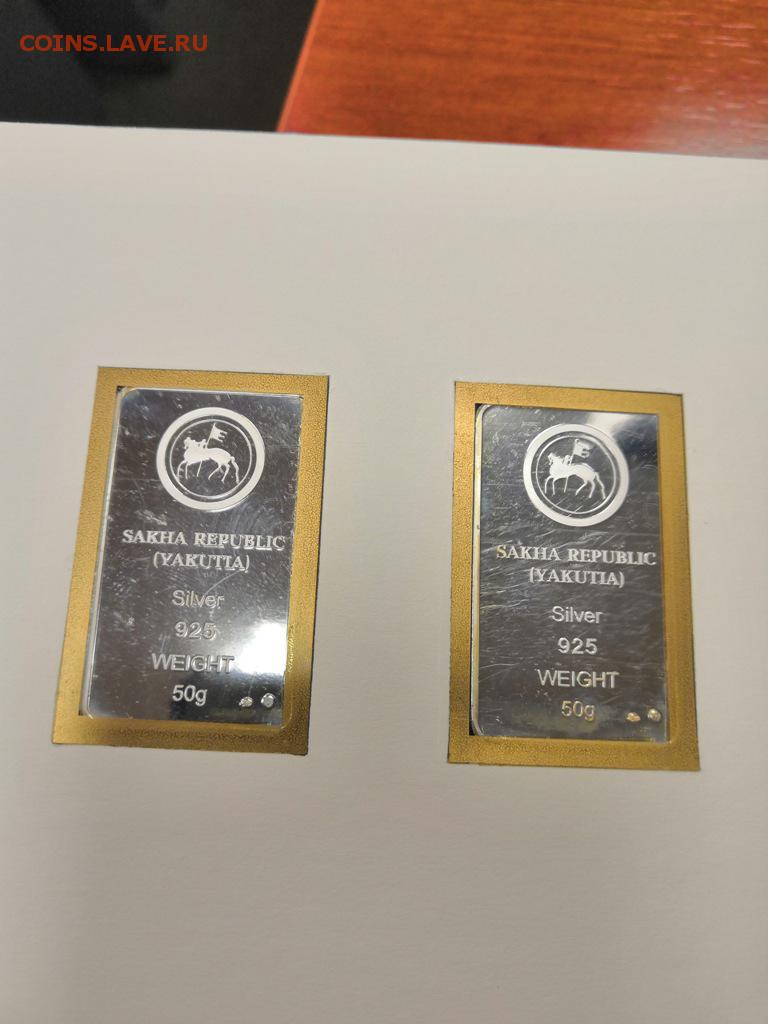 COINS.LAVE.RU
SAKHA REPUBLIC
(YAKUTIA)
Silver
925
WEIGHT
50g
SAKHA REPUBLIC
(YAKUTIA)
Silver
925
WEIGHT
50g